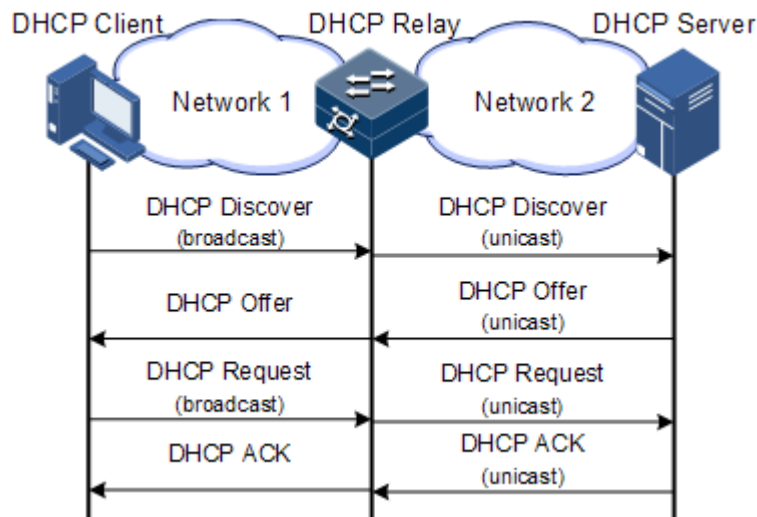 DHCP Client
DHCP Relay
DHCP Server
Network 1
Network 2
DHCP Discover
(broadcast)
DHCP Discover
(unicast)
DHCP Offer
DHCP Offer
(unicast)
DHCP Request
(broadcast)
DHCP Request
(unicast)
DHCP ACK
DHCP ACK
(unicast)